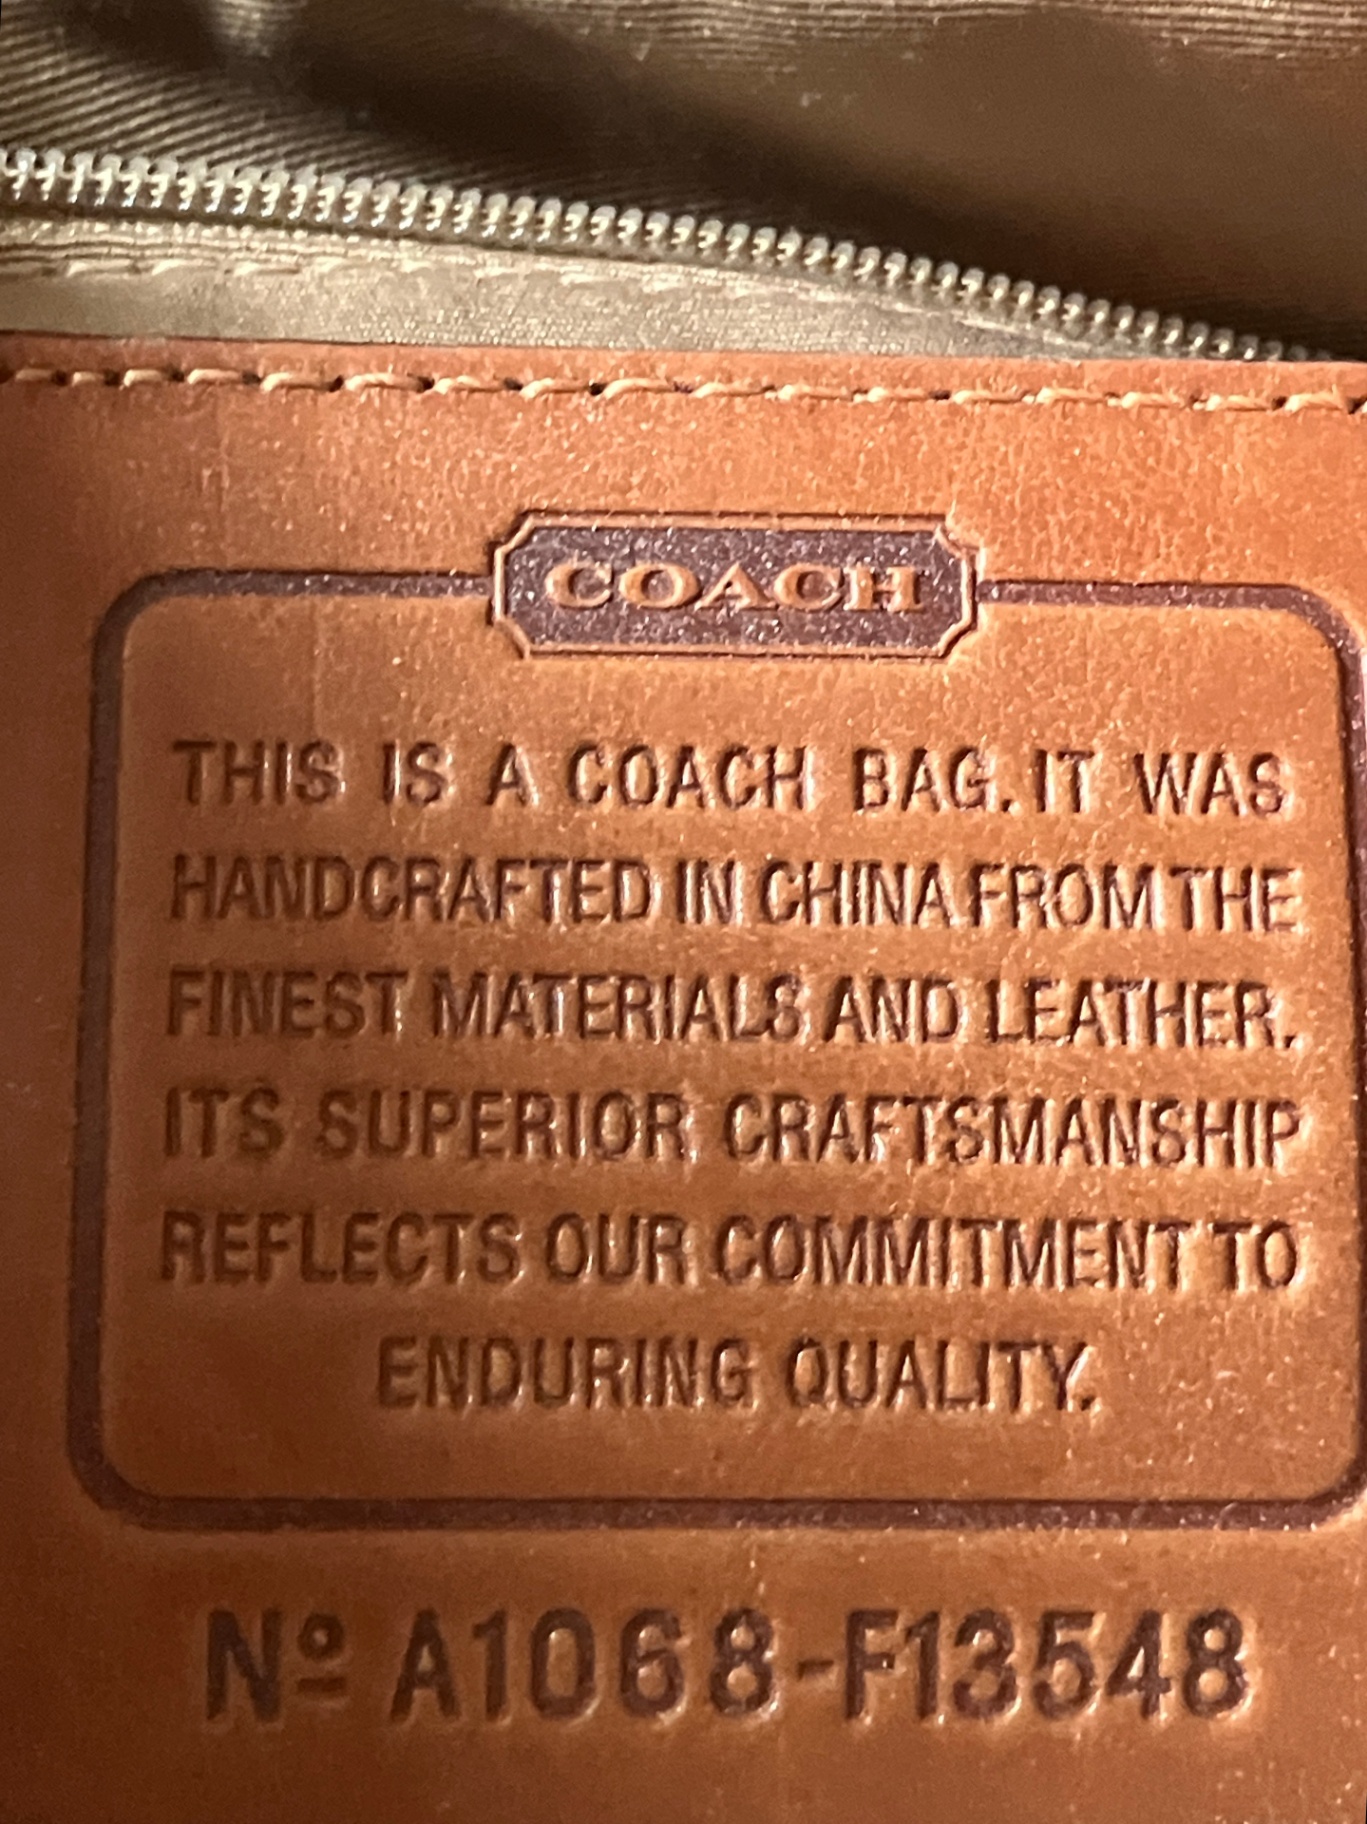 COACH
THIS IS A COACH BAG. IT WAS
HANDCRAFTED IN CHINA FROM THE
FINEST MATERIALS AND LEATHER.
ITS SUPERIOR CRAFTSMANSHIP
REFLECTS OUR COMMITMENT TO
ENDURING QUALITY.
Nº A1068-F13548